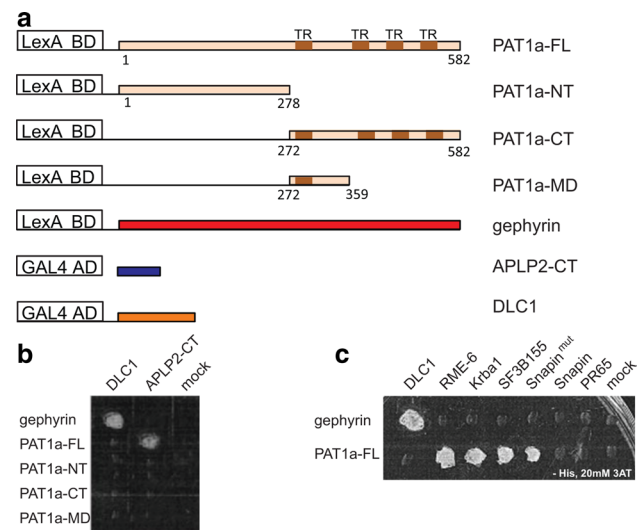 a
TR TR TR TR
LexA BD PAT1a-FL
1 582
LexA BD PAT1a-NT
1 278
LexA BD PAT1a-CT
272 582
LexA BD PAT1a-MD
272 359
LexA BD gephyrin
GAL4 AD APLP2-CT
GAL4 AD DLC1
b
DLC1 APLP2-CT mock
gephyrin
PAT1a-FL
PAT1a-NT
PAT1a-CT
PAT1a-MD
c
DLC1 RME-6 Krba1 SF3B155 Snapin mut Snapin PR65 mock
gephyrin
PAT1a-FL
- His, 20mM 3AT